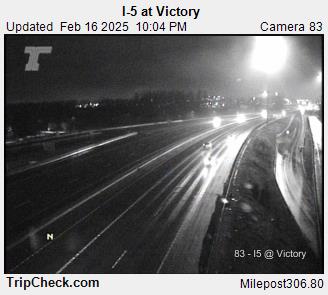 I-5 at Victory
Updated Feb 16 2025 10:04 PM Camera 83
T
N
83 - I5 @ Victory
TripCheck.com Milepost306.80